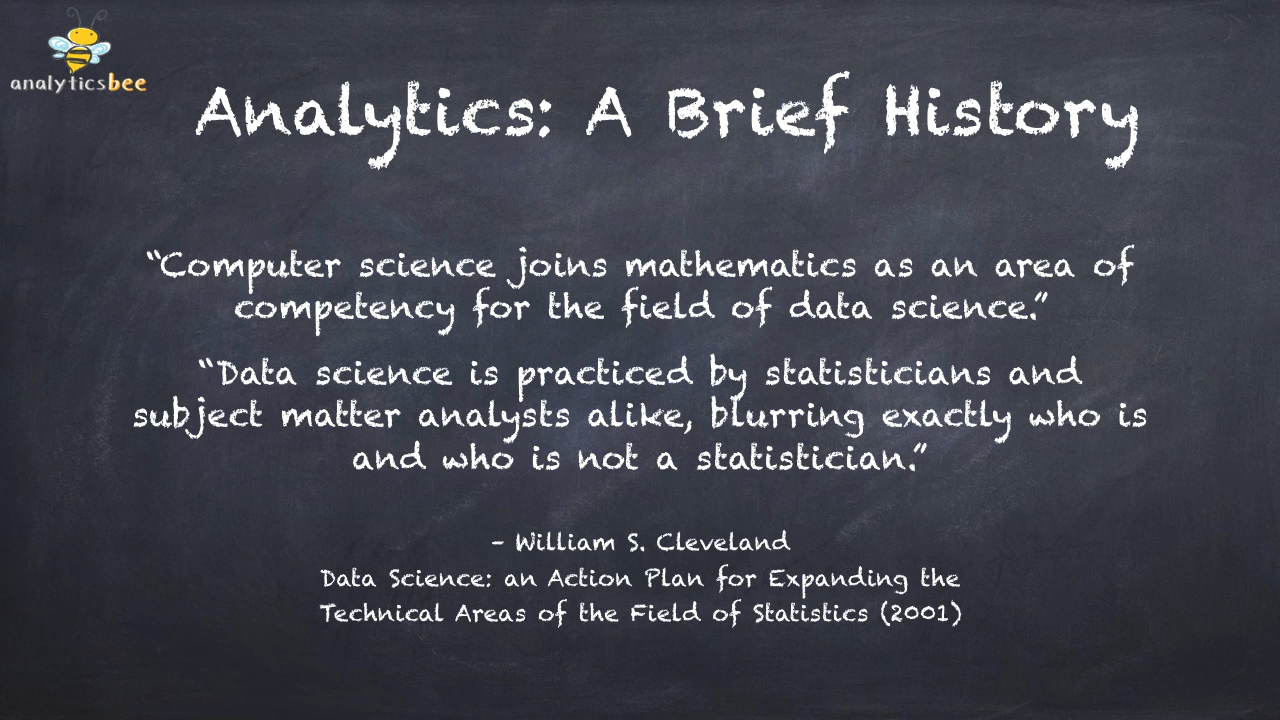 analyticsbee
Analytics: A Brief History
“Computer science joins mathematics as an area of
competency for the field of data science.”
“Data science is practiced by statisticians and
subject matter analysts alike, blurring exactly who is
and who is not a statistician.”
– William S. Cleveland
Data Science: an Action Plan for Expanding the
Technical Areas of the Field of Statistics (2001)